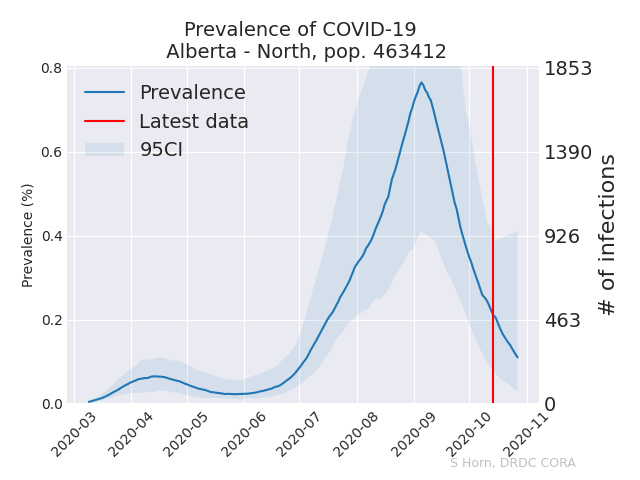 Prevalence of COVID-19
Alberta - North, pop. 463412
Prevalence
Latest data
95CI
Prevalence (%)
0.8
0.6
0.4
0.2
0.0
1853
1390
926
463
0
# of infections
2020-03
2020-04
2020-05
2020-06
2020-07
2020-08
2020-09
2020-10
2020-11
S Horn, DRDC CORA